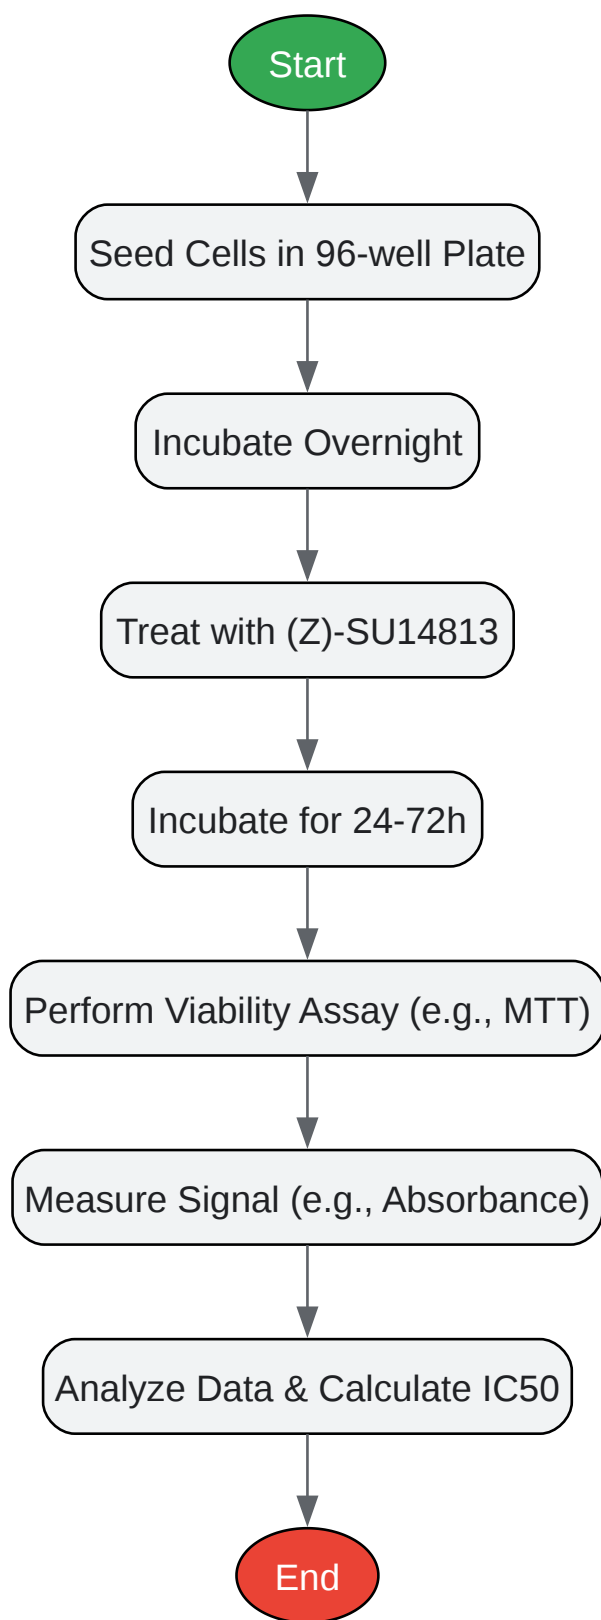 Start
Seed Cells in 96-well Plate
Incubate Overnight
Treat with (Z)-SU14813
Incubate for 24-72h
Perform Viability Assay (e.g., MTT)
Measure Signal (e.g., Absorbance)
Analyze Data & Calculate IC50
End